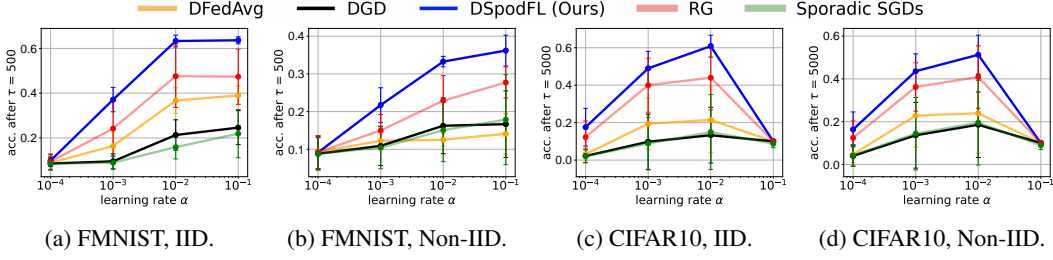 DFedAvg DGD DSpodFL (Ours) RG Sporadic SGDs
acc. after τ = 500
0.6
0.4
0.2
10⁻⁴ 10⁻³ 10⁻² 10⁻¹
learning rate α
(a) FMNIST, IID.
acc. after τ = 500
0.4
0.3
0.2
0.1
10⁻⁴ 10⁻³ 10⁻² 10⁻¹
learning rate α
(b) FMNIST, Non-IID.
acc. after τ = 5000
0.6
0.4
0.2
0.0
10⁻⁴ 10⁻³ 10⁻² 10⁻¹
learning rate α
(c) CIFAR10, IID.
acc. after τ = 5000
0.6
0.4
0.2
0.0
10⁻⁴ 10⁻³ 10⁻² 10⁻¹
learning rate α
(d) CIFAR10, Non-IID.